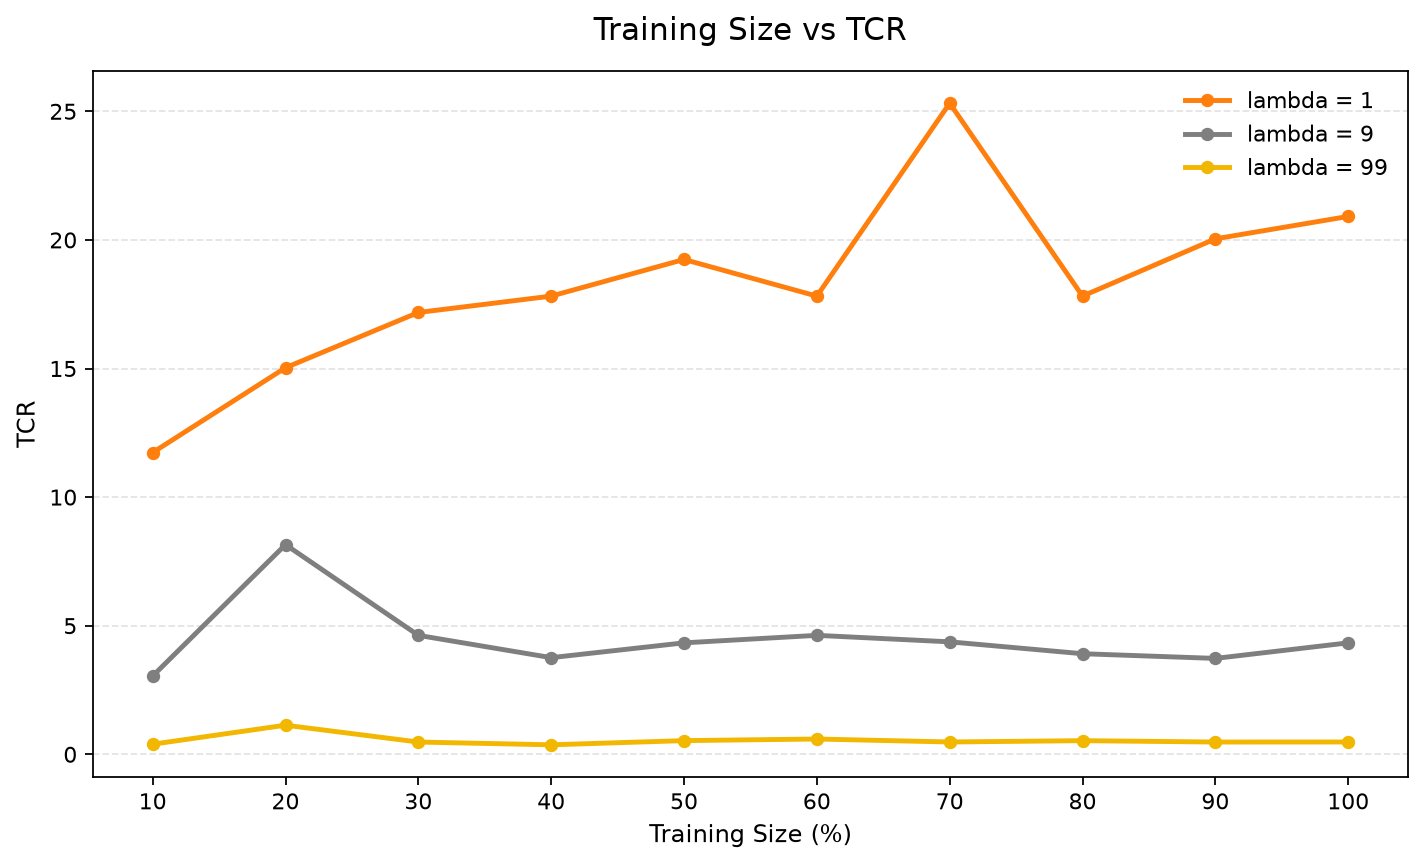 Training Size vs TCR
lambda = 1
lambda = 9
lambda = 99
25
20
15
10
5
0
TCR
10 20 30 40 50 60 70 80 90 100
Training Size (%)